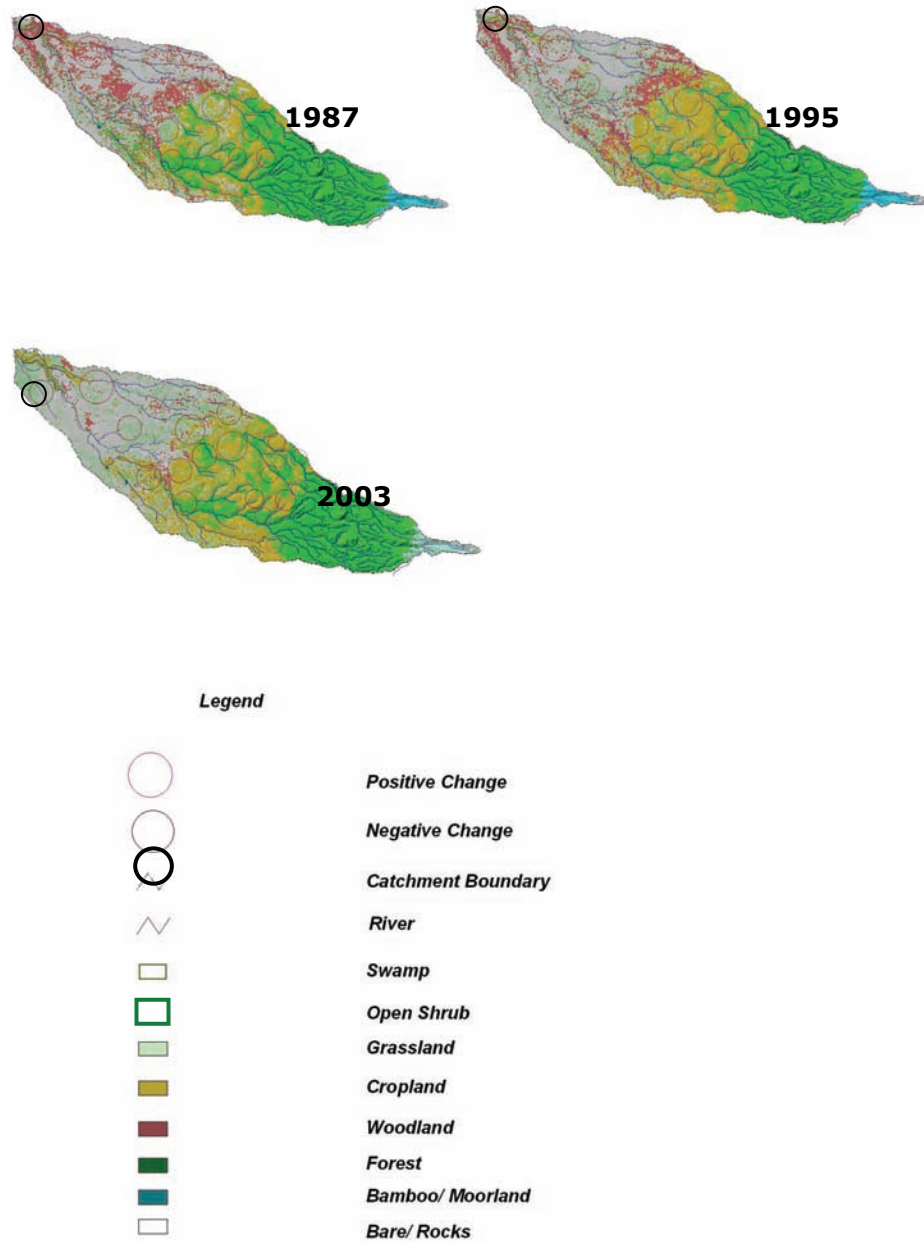 1987
1995
2003
Legend
Positive Change
Negative Change
Catchment Boundary
River
Swamp
Open Shrub
Grassland
Cropland
Woodland
Forest
Bamboo/ Moorland
Bare/ Rocks